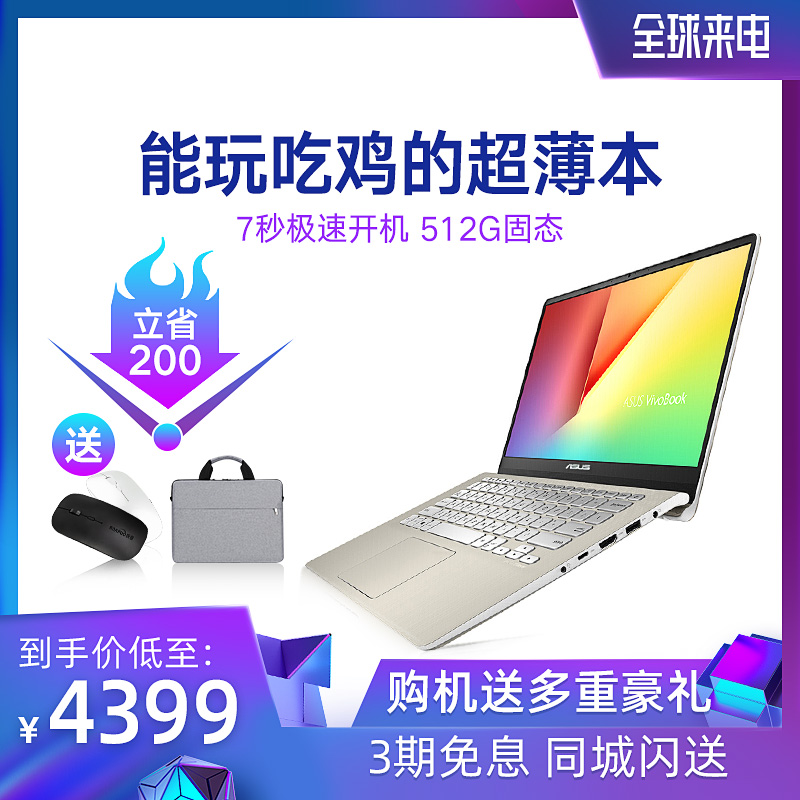 全球来电
能玩吃鸡的超薄本
7秒极速开机 512G固态
立省
200
送
ASUS VivoBook
ASUS
到手价低至:
¥4399
购机送多重豪礼
3期免息 同城闪送